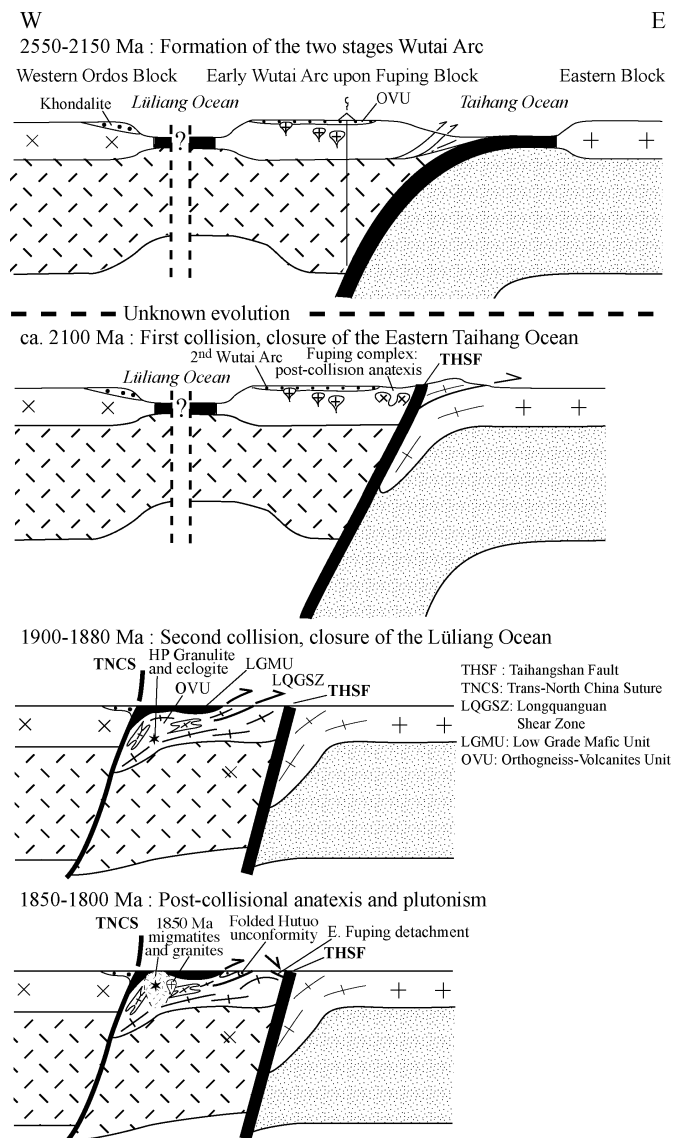 W
E
2550-2150 Ma : Formation of the two stages Wutai Arc
Western Ordos Block
Early Wutai Arc upon Fuping Block
Eastern Block
Khondalite
Lüliang Ocean
OVU
Taihang Ocean
?
Unknown evolution
ca. 2100 Ma : First collision, closure of the Eastern Taihang Ocean
2nd Wutai Arc
Fuping complex:
post-collision anatexis
THSF
Lüliang Ocean
?
1900-1880 Ma : Second collision, closure of the Lüliang Ocean
TNCS
HP Granulite
and eclogite
OVU
LGMU
LQGSZ
THSF
THSF : Taihangshan Fault
TNCS: Trans-North China Suture
LQGSZ: Longquanguan
Shear Zone
LGMU: Low Grade Mafic Unit
OVU: Orthogneiss-Volcanites Unit
1850-1800 Ma : Post-collisional anatexis and plutonism
TNCS
1850 Ma
migmatites
and granites
Folded Hutuo
unconformity
E. Fuping detachment
THSF